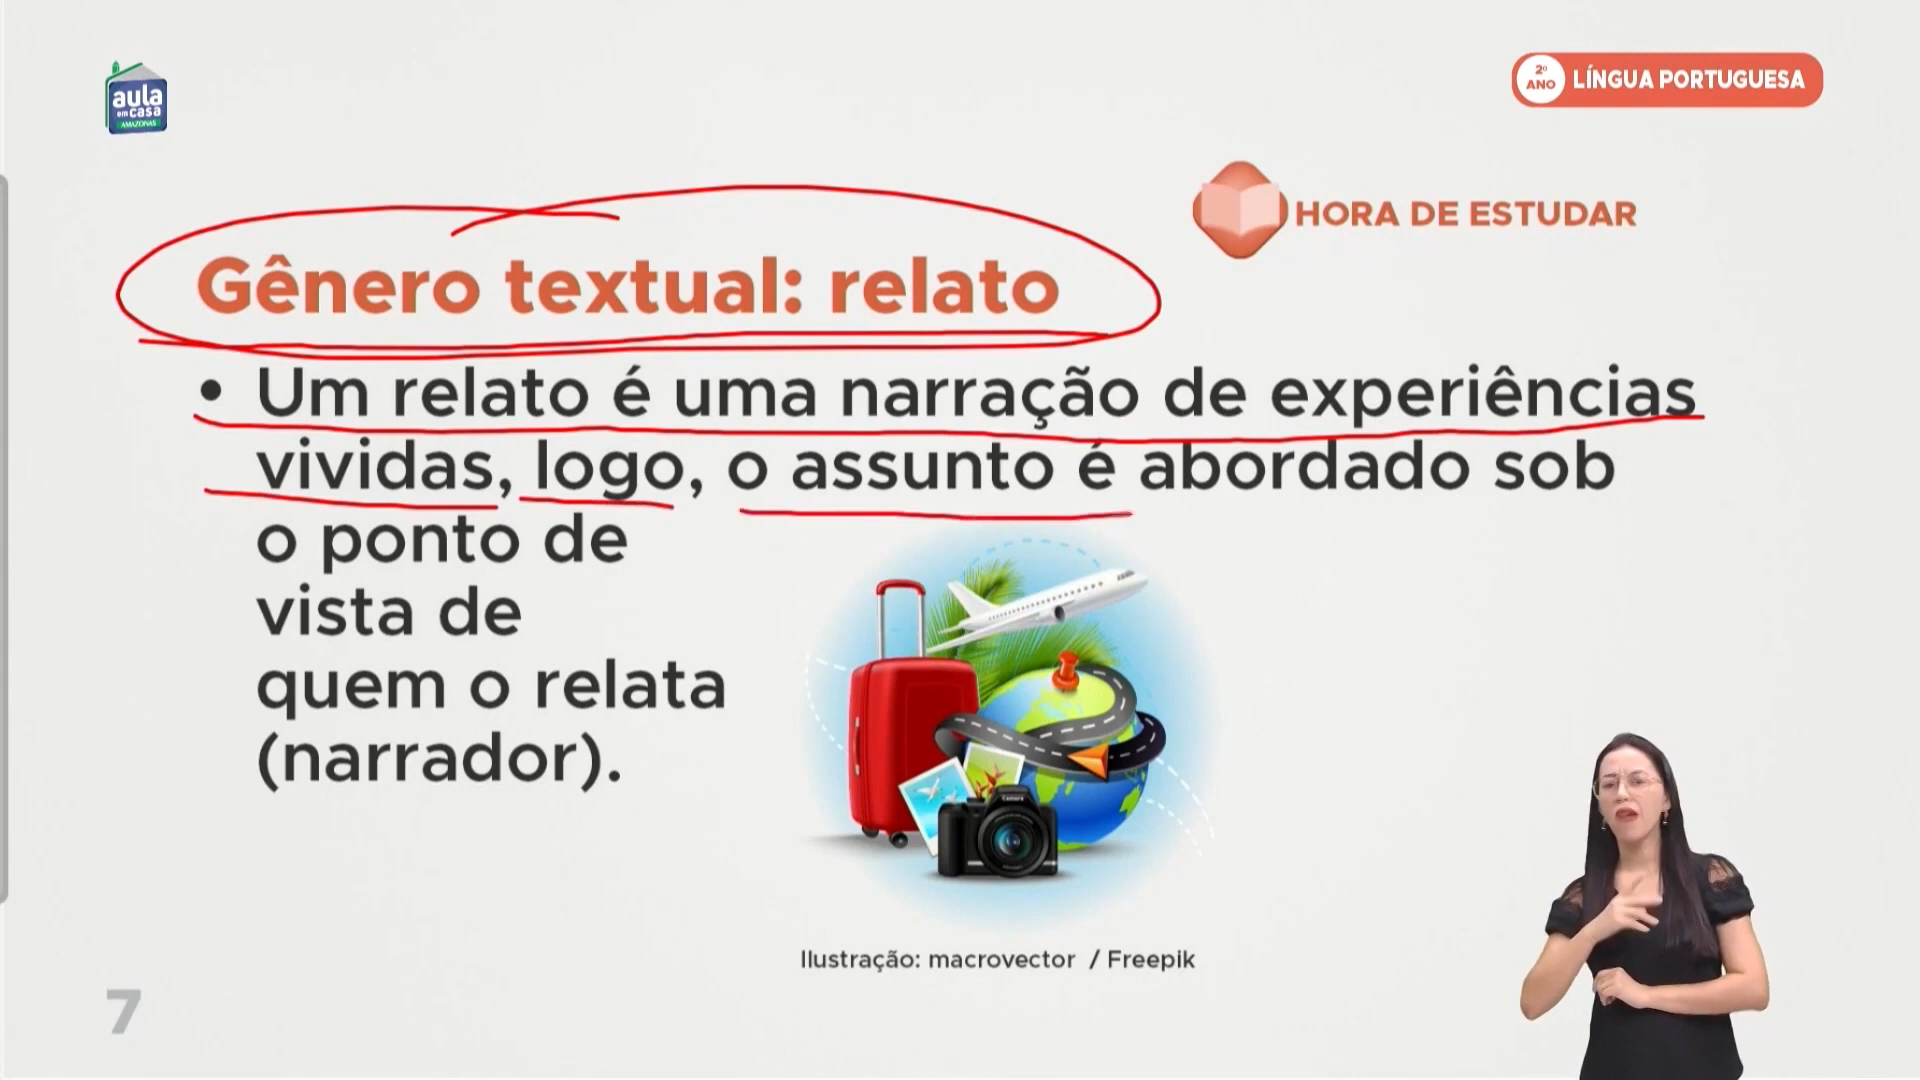 aula
em casa
AMAZONAS
2º
ANO
LÍNGUA PORTUGUESA
HORA DE ESTUDAR
Gênero textual: relato
• Um relato é uma narração de experiências
vividas, logo, o assunto é abordado sob
o ponto de
vista de
quem o relata
(narrador).
Camera
Ilustração: macrovector / Freepik
7